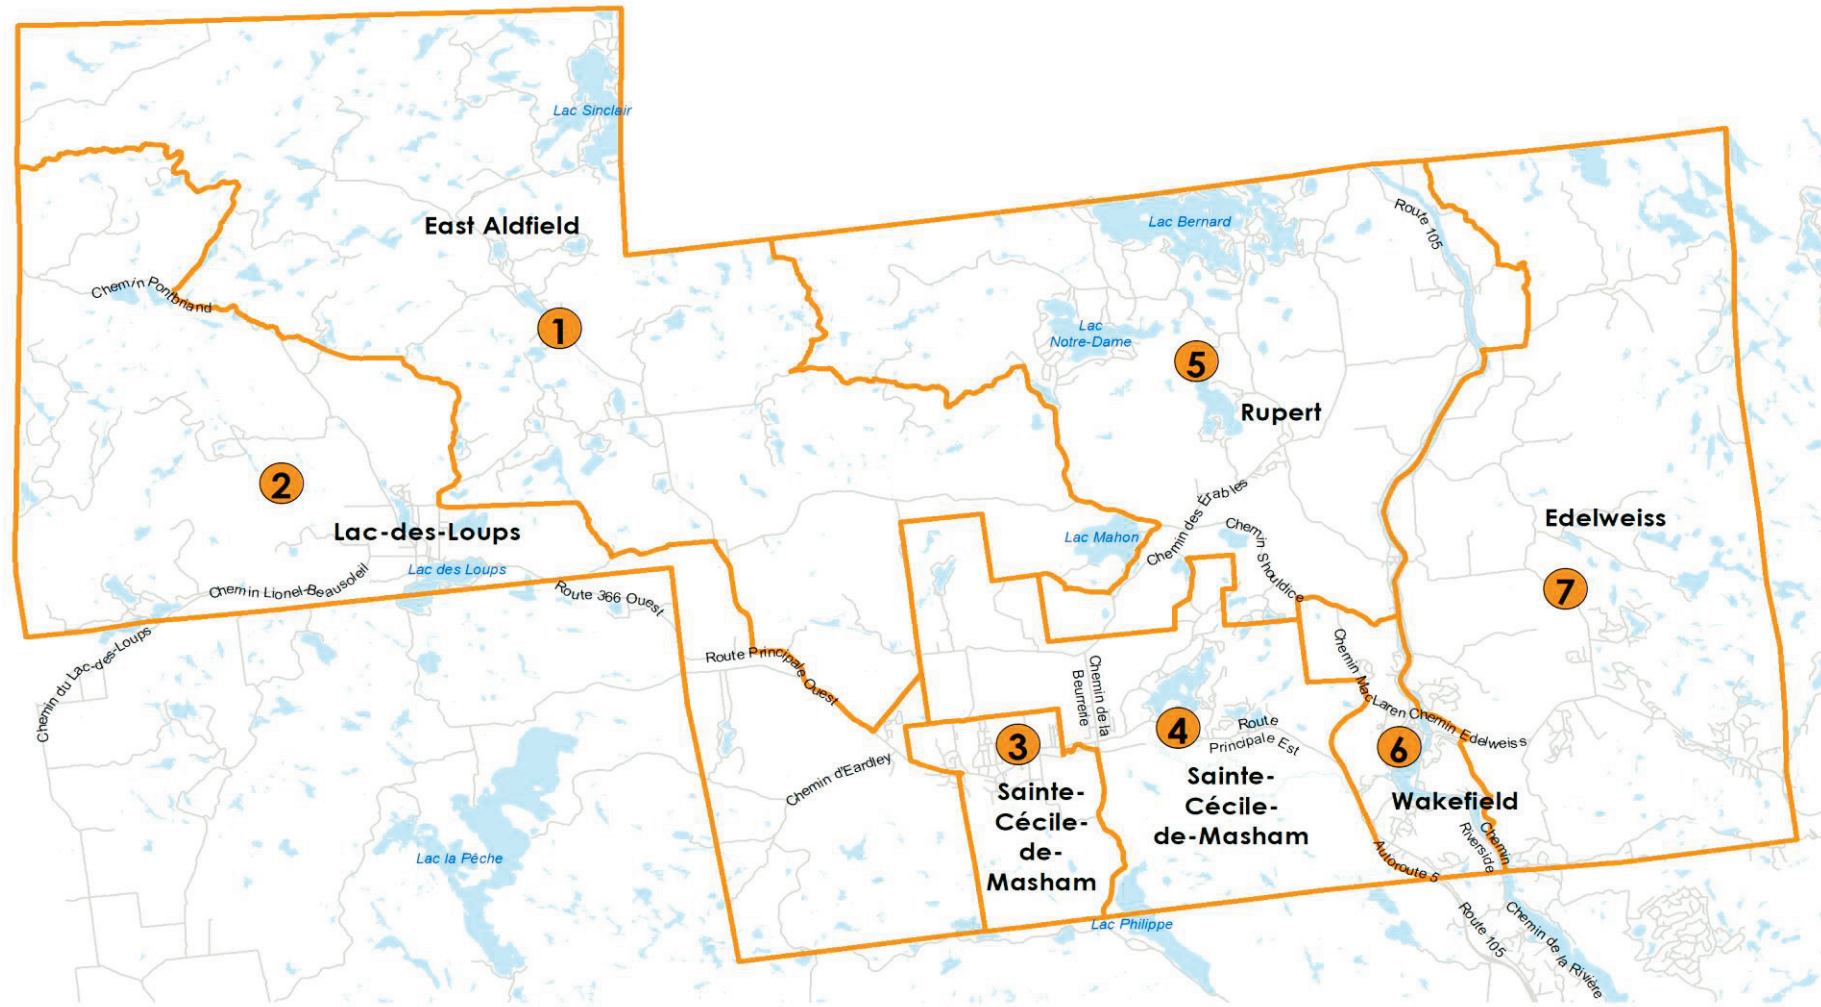 Lac Sinclair
East Aldfield
Lac Bernard
Route 105
Chemin Pontbriand
1
Lac
Notre-Dame
5
Rupert
2
Lac-des-Loups
Chemin des Érables
Edelweiss
Lac Mahon
Chemin Shouldice
Lac des Loups
Chemin Lionel-Beausoleil
Route 366 Ouest
7
Chemin du Lac-des-Loups
Route Principale Ouest
Chemin de la
Beurrerie
Chemin MacLaren
Chemin Edelweiss
3
4
Route
Principale Est
6
Chemin d'Eardley
Sainte-
Cécile-
de-
Masham
Sainte-
Cécile-
de-Masham
Wakefield
Chemin
Riverside
Lac la Pêche
Autoroute 5
Lac Philippe
Route 105
Chemin de la Rivière